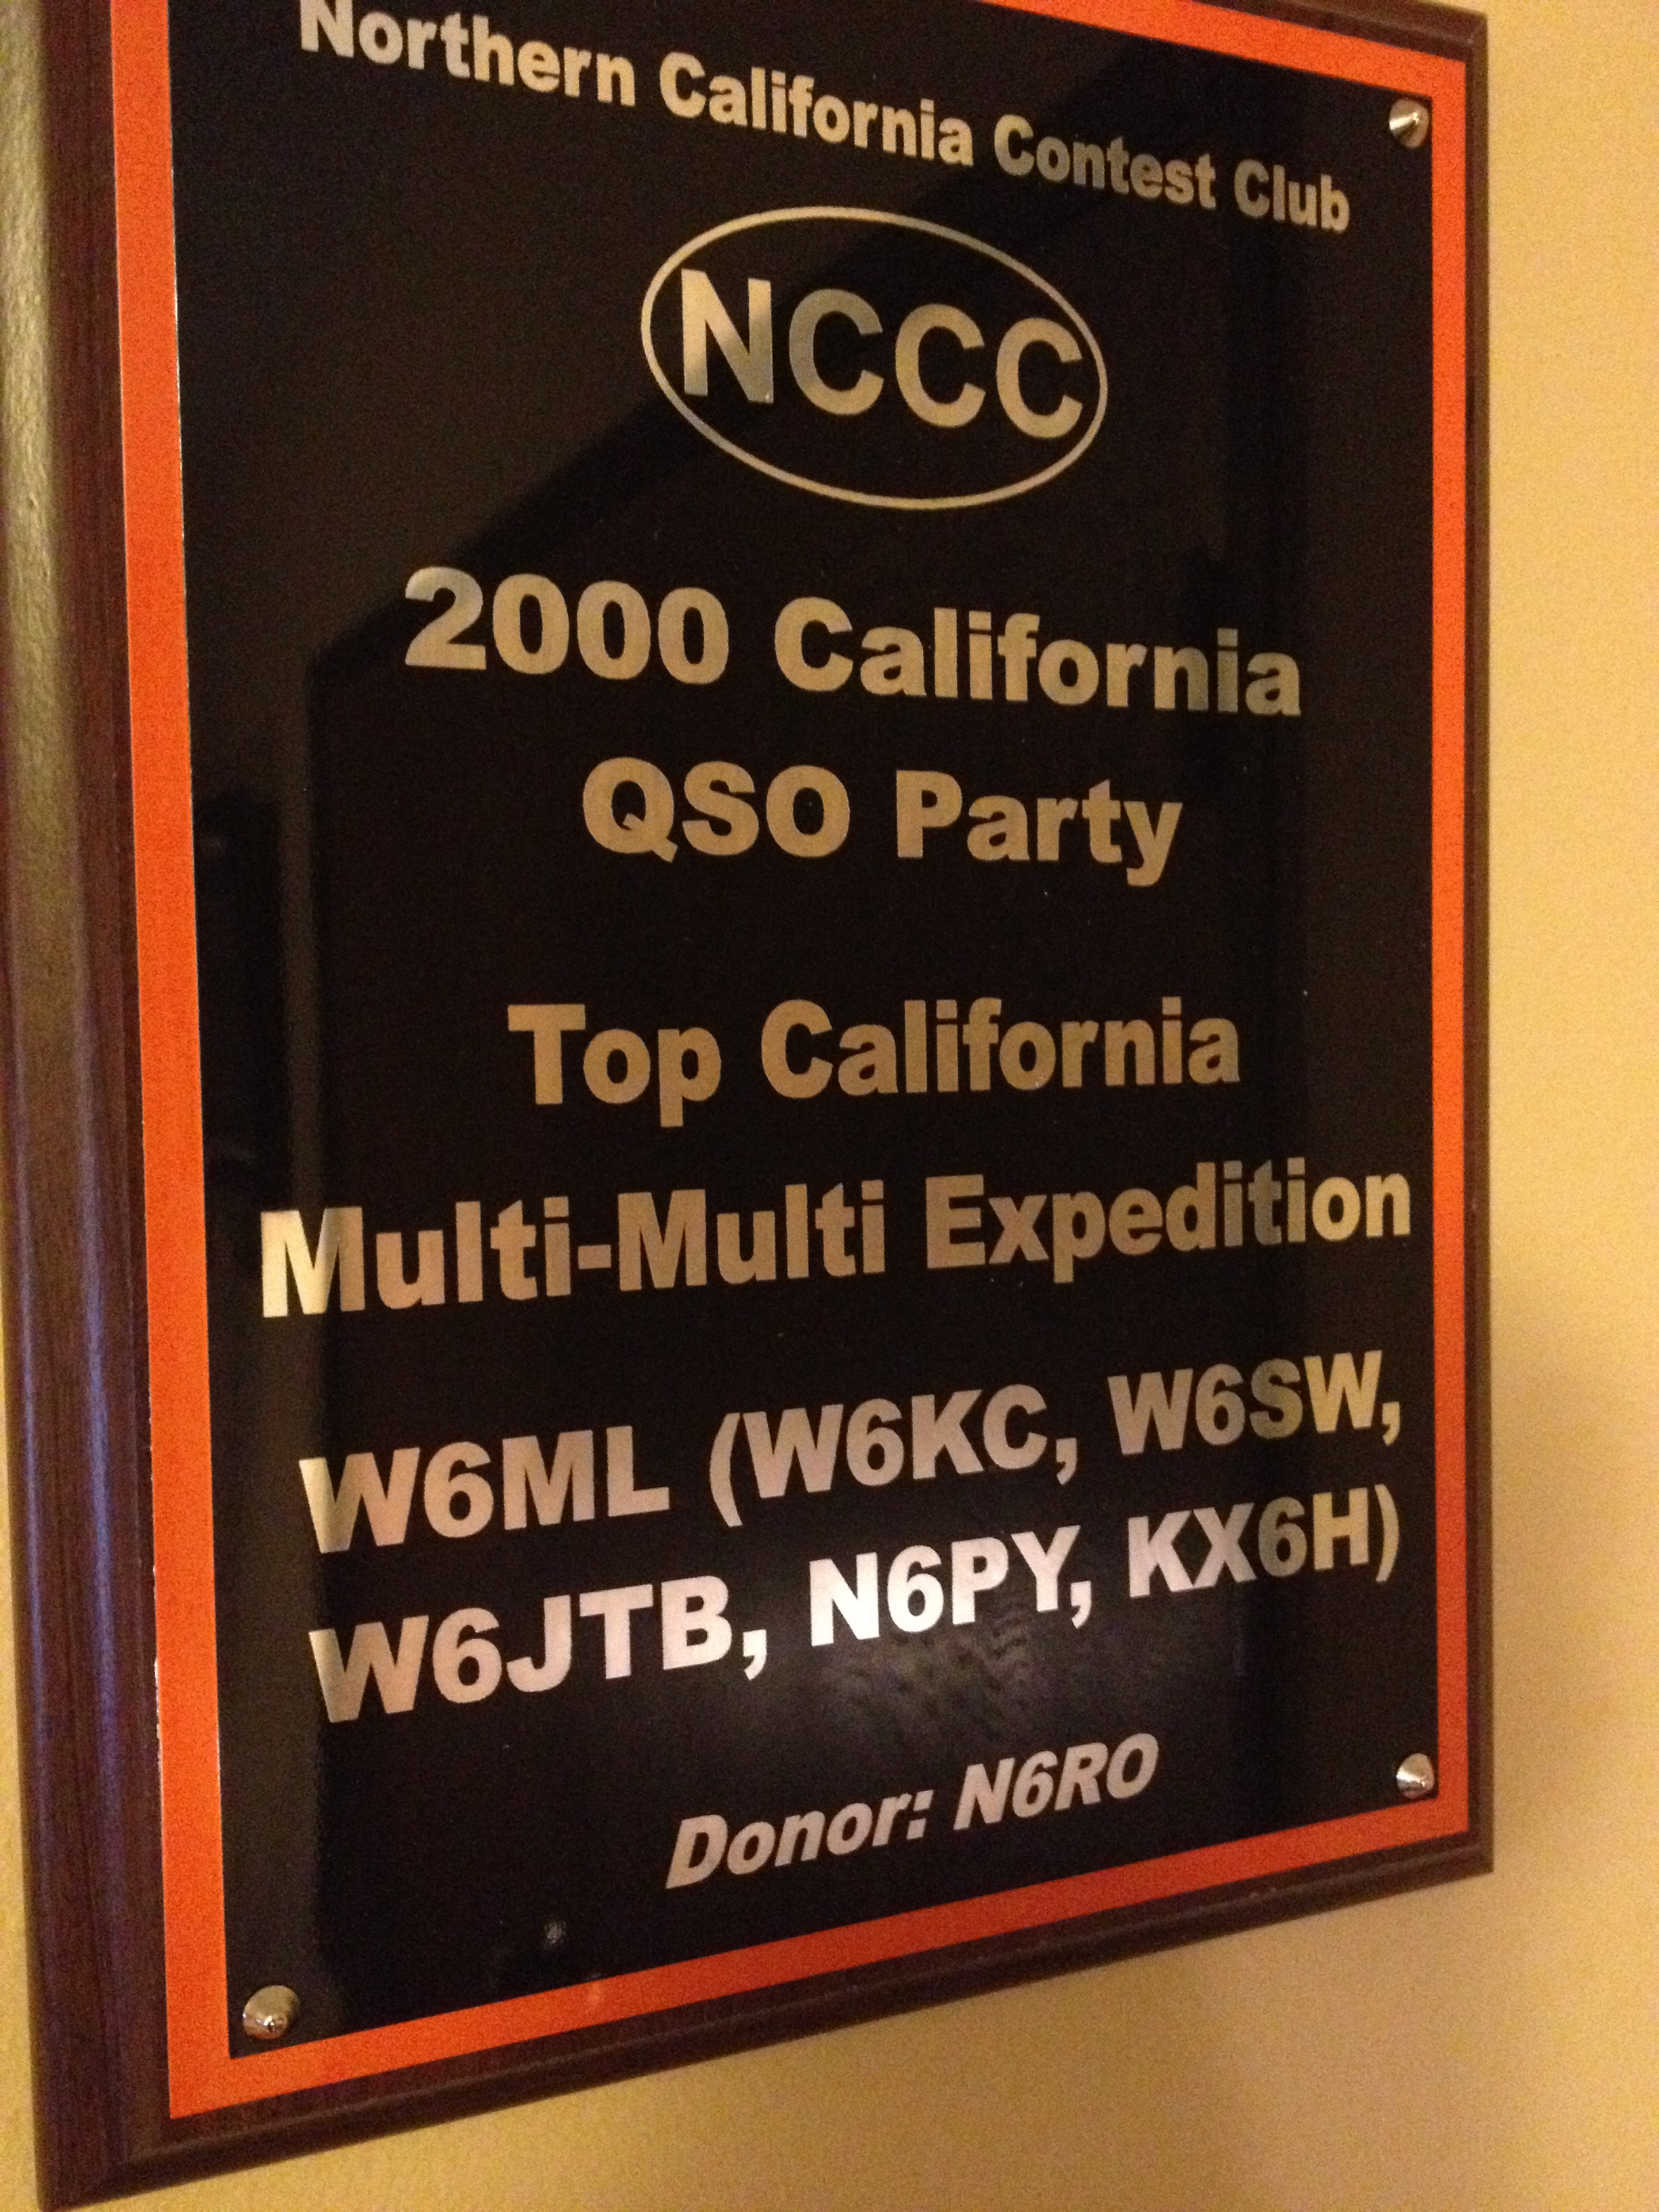 Northern California Contest Club
NCCC
2000 California
QSO Party
Top California
Multi-Multi Expedition
W6ML (W6KC, W6SW,
W6JTB, N6PY, KX6H)
Donor: N6RO